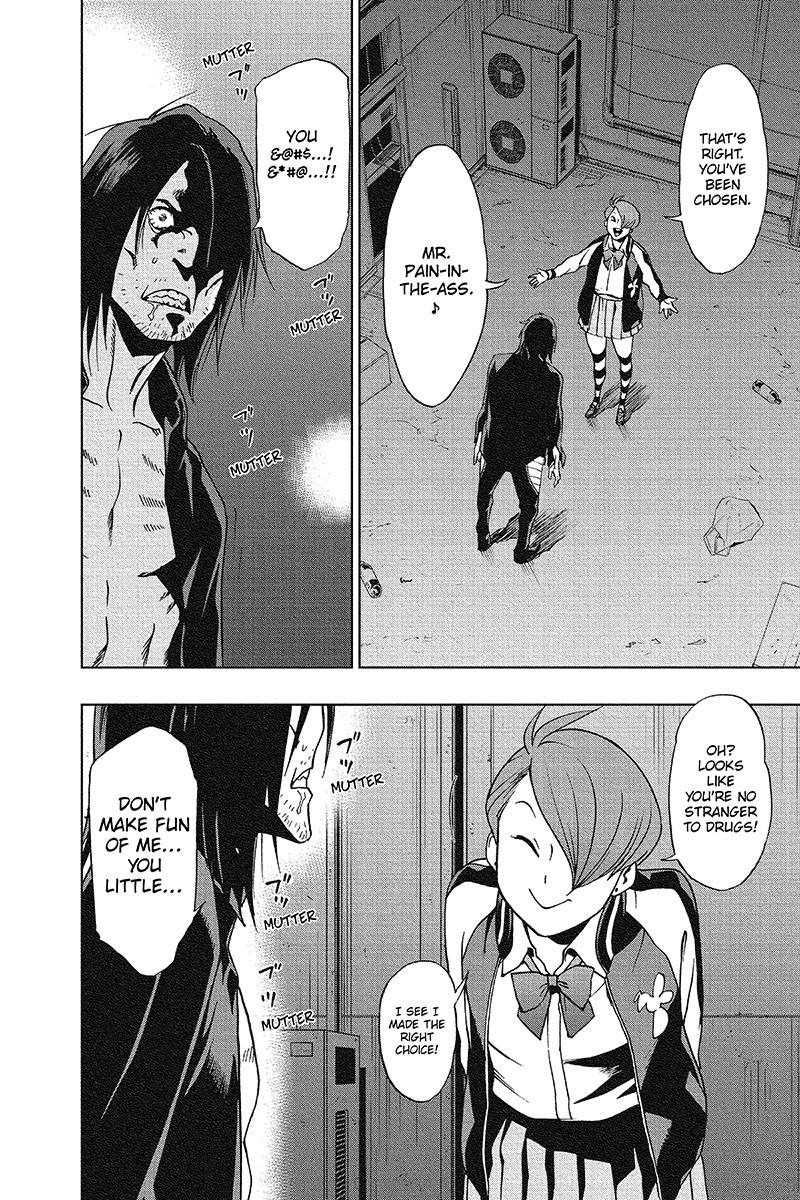 THAT'S
RIGHT.
YOU'VE
BEEN
CHOSEN.
MR.
PAIN-IN-
THE-ASS.
♪
MUTTER
ブ
ツ
YOU
&@#$...!
&*#@...!!
ブ
ツ
MUTTER
MUTTER
ブ
ツ
MUTTER
OH?
LOOKS
LIKE
YOU'RE NO
STRANGER
TO DRUGS!
I SEE I
MADE THE
RIGHT
CHOICE!
ブ
ツ
MUTTER
DON'T
MAKE FUN
OF ME...
YOU
LITTLE...
ブ
ツ
MUTTER
ブ
ツ
MUTTER